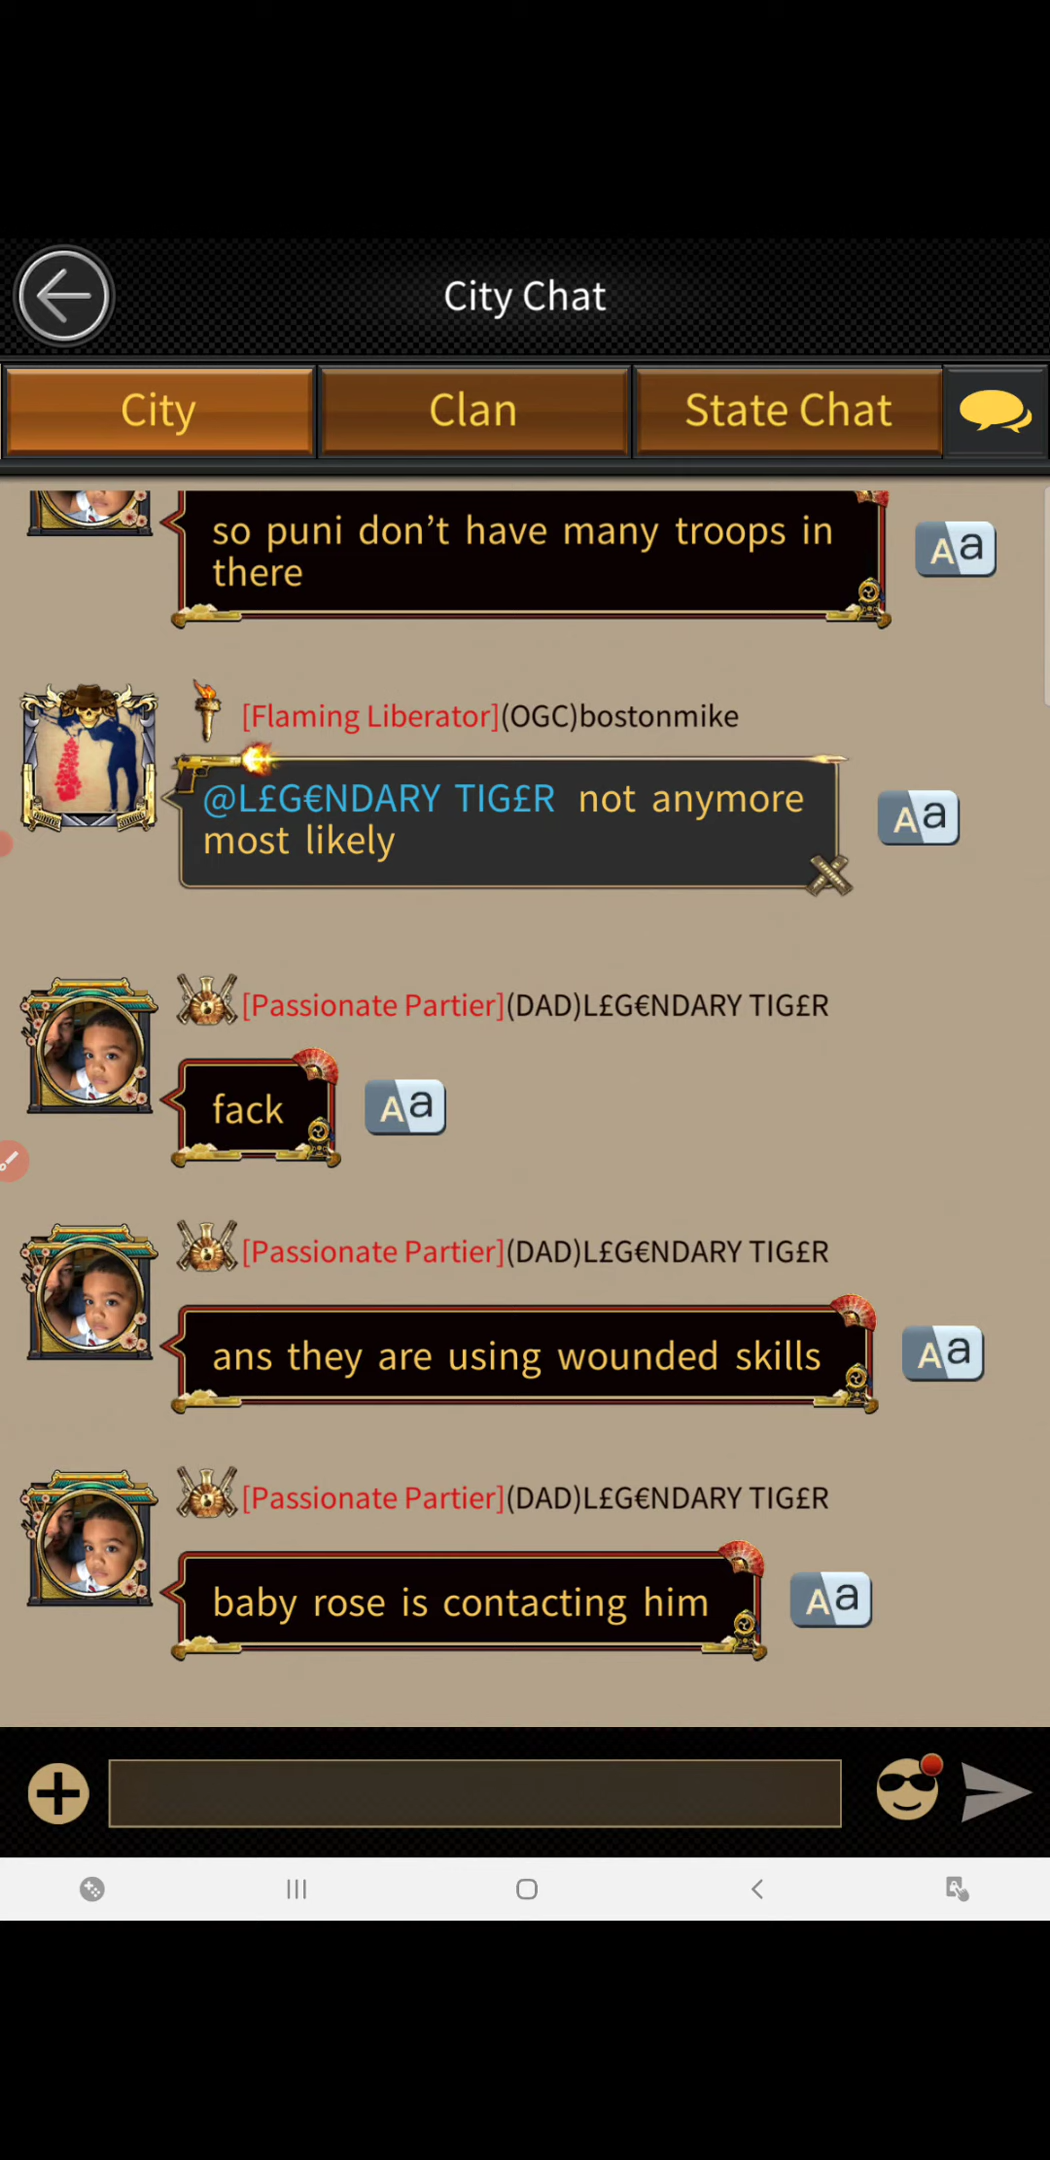 City Chat
City
Clan
State Chat
so puni don’t have many troops in
there
[Flaming Liberator](OGC)bostonmike
@L£G€NDARY TIG£R not anymore
most likely
[Passionate Partier](DAD)L£G€NDARY TIG£R
fack
[Passionate Partier](DAD)L£G€NDARY TIG£R
ans they are using wounded skills
[Passionate Partier](DAD)L£G€NDARY TIG£R
baby rose is contacting him